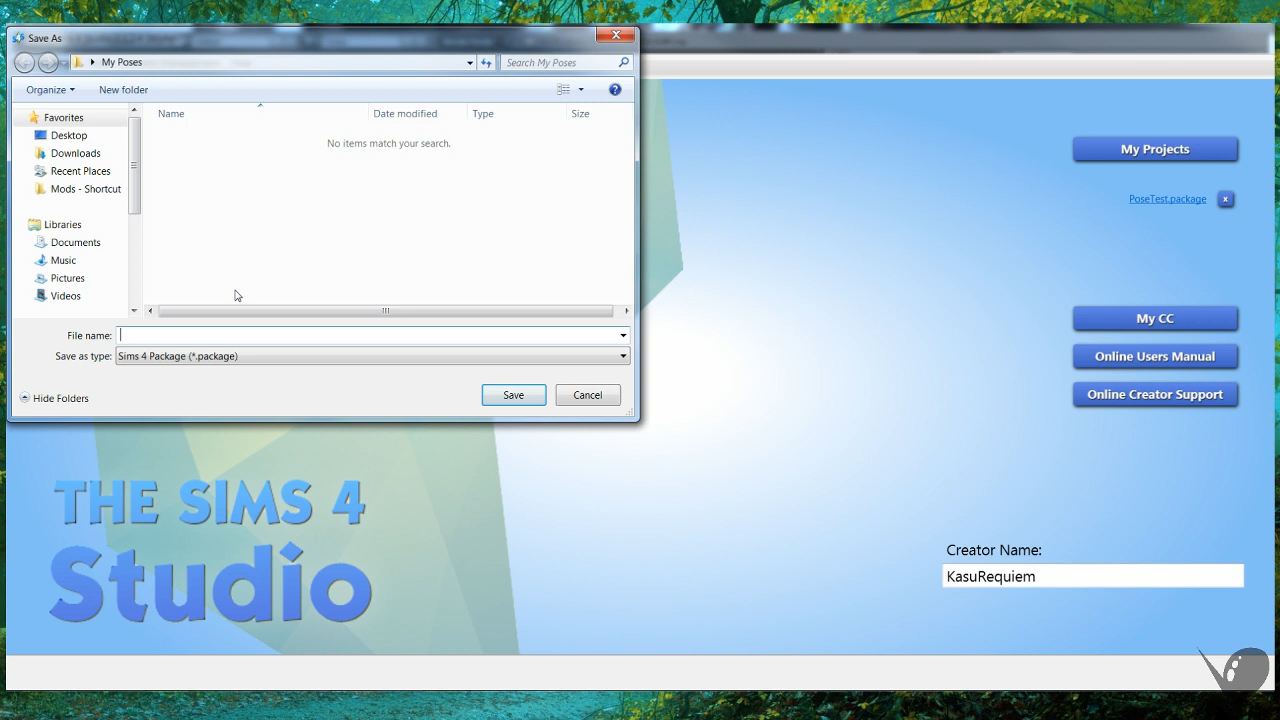 Save As
My Poses
Search My Poses
Organize
New folder
Favorites
Desktop
Downloads
Recent Places
Mods - Shortcut
Libraries
Documents
Music
Pictures
Videos
Name
Date modified
Type
Size
No items match your search.
File name:
Save as type:
Sims 4 Package (*.package)
Hide Folders
Save
Cancel
My Projects
PoseTest.package
x
My CC
Online Users Manual
Online Creator Support
THE SIMS 4
Studio
Creator Name:
KasuRequiem